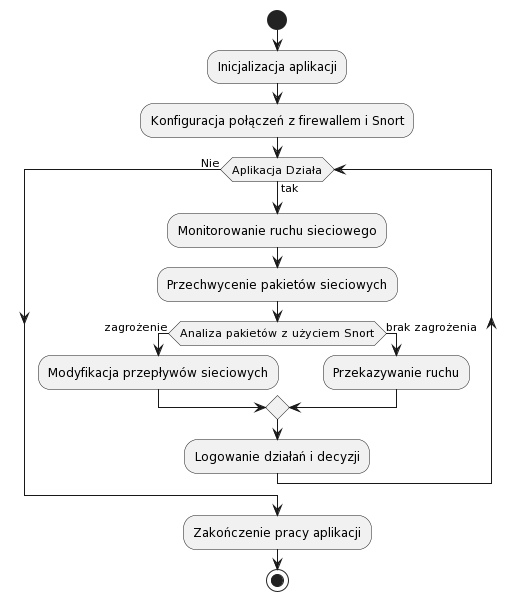 Inicjalizacja aplikacji
Konfiguracja połączeń z firewallem i Snort
Nie
Aplikacja Działa
tak
Monitorowanie ruchu sieciowego
Przechwycenie pakietów sieciowych
zagrożenie
Analiza pakietów z użyciem Snort
brak zagrożenia
Modyfikacja przepływów sieciowych
Przekazywanie ruchu
Logowanie działań i decyzji
Zakończenie pracy aplikacji